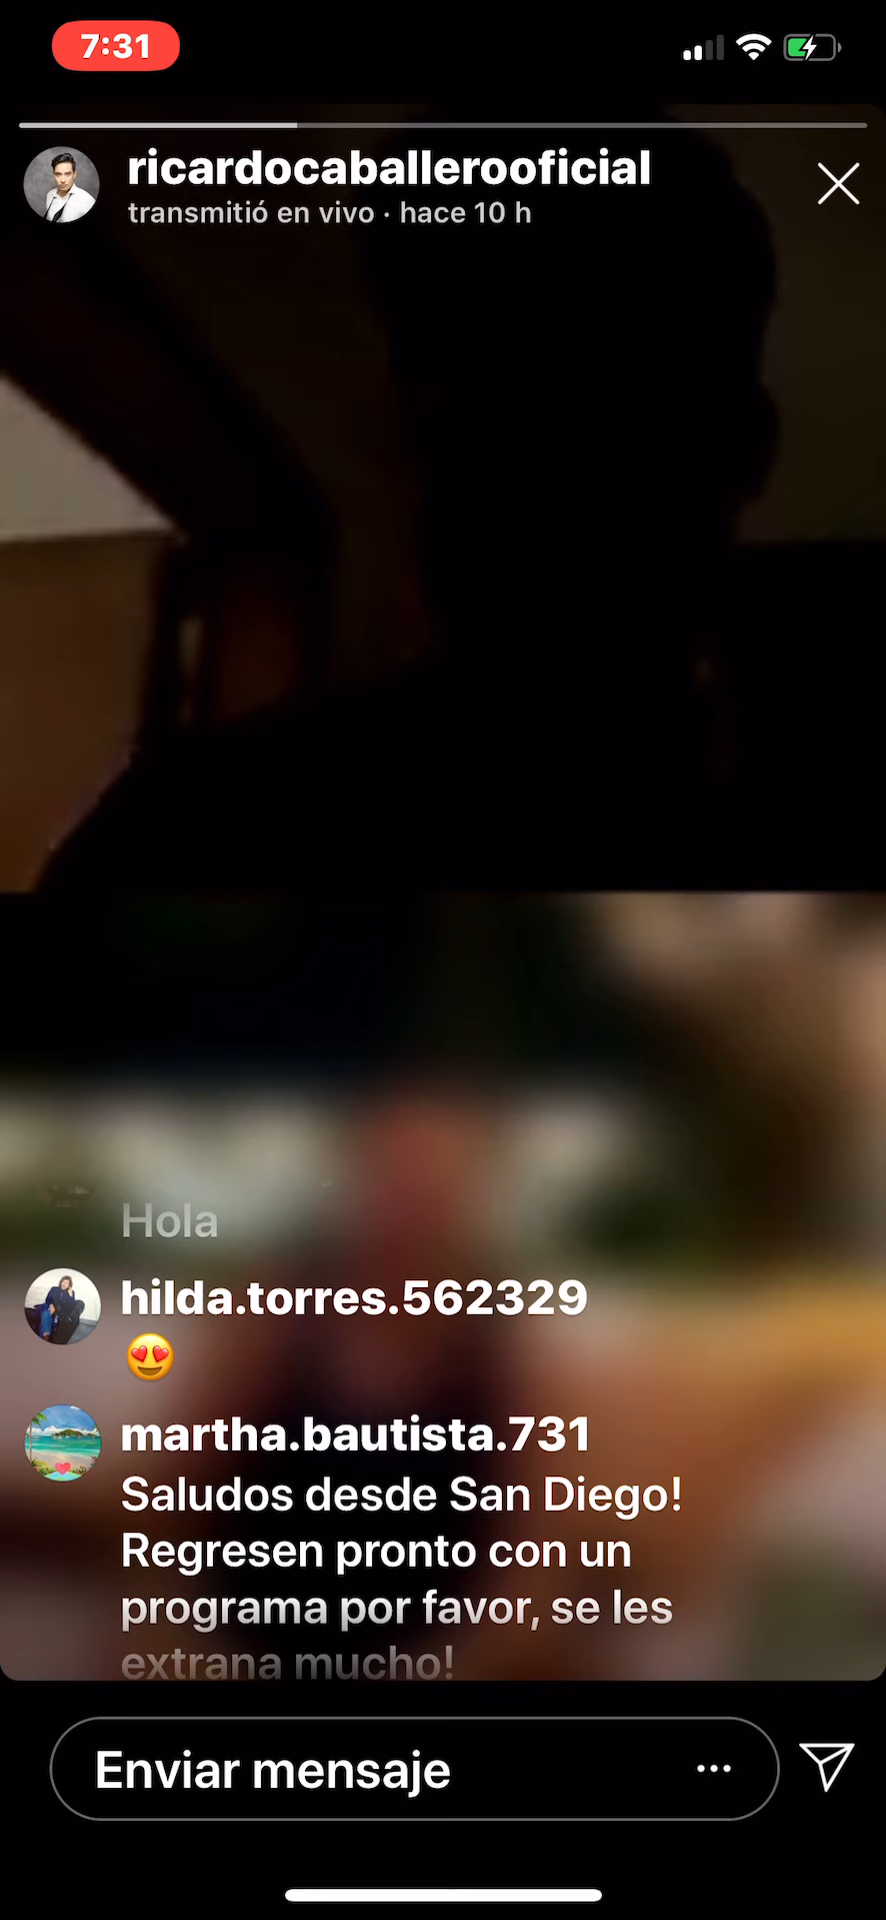 7:31
ricardocaballerooficial
transmitió en vivo · hace 10 h
Hola
hilda.torres.562329
😍
martha.bautista.731
Saludos desde San Diego!
Regresen pronto con un
programa por favor, se les
extrana mucho!
Enviar mensaje